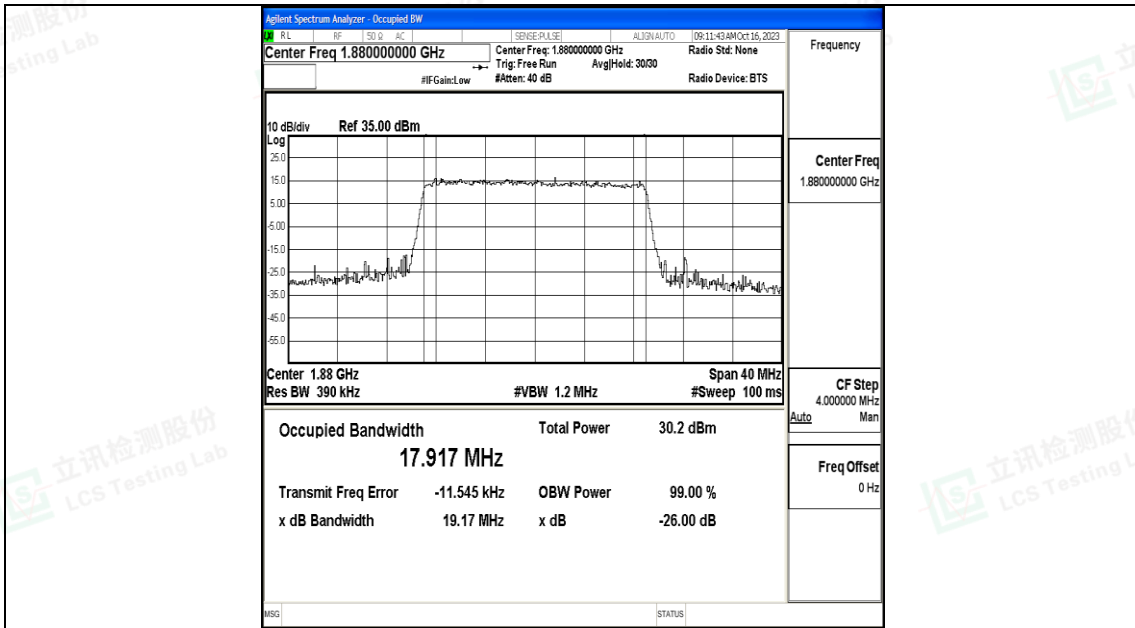 Agilent Spectrum Analyzer - Occupied BW
RL RF 50 Ω AC SENSE:PULSE ALIGN AUTO 09:11:43 AM Oct 16, 2023
Center Freq 1.880000000 GHz
Center Freq: 1.880000000 GHz
Radio Std: None
Trig: Free Run Avg|Hold: 30/30
#IFGain:Low
#Atten: 40 dB
Radio Device: BTS
Frequency
10 dB/div Ref 35.00 dBm
Log
25.0
15.0
5.00
-5.00
-15.0
-25.0
-35.0
-45.0
-55.0
Center Freq
1.880000000 GHz
Center 1.88 GHz Span 40 MHz
Res BW 390 kHz #VBW 1.2 MHz #Sweep 100 ms
CF Step
4.000000 MHz
Auto Man
Occupied Bandwidth Total Power 30.2 dBm
17.917 MHz
Transmit Freq Error -11.545 kHz OBW Power 99.00 %
x dB Bandwidth 19.17 MHz x dB -26.00 dB
Freq Offset
0 Hz
MSG STATUS
立讯检测股份
LCS Testing Lab
立讯检测股份
LCS Testing L
测股份
sting Lab
立